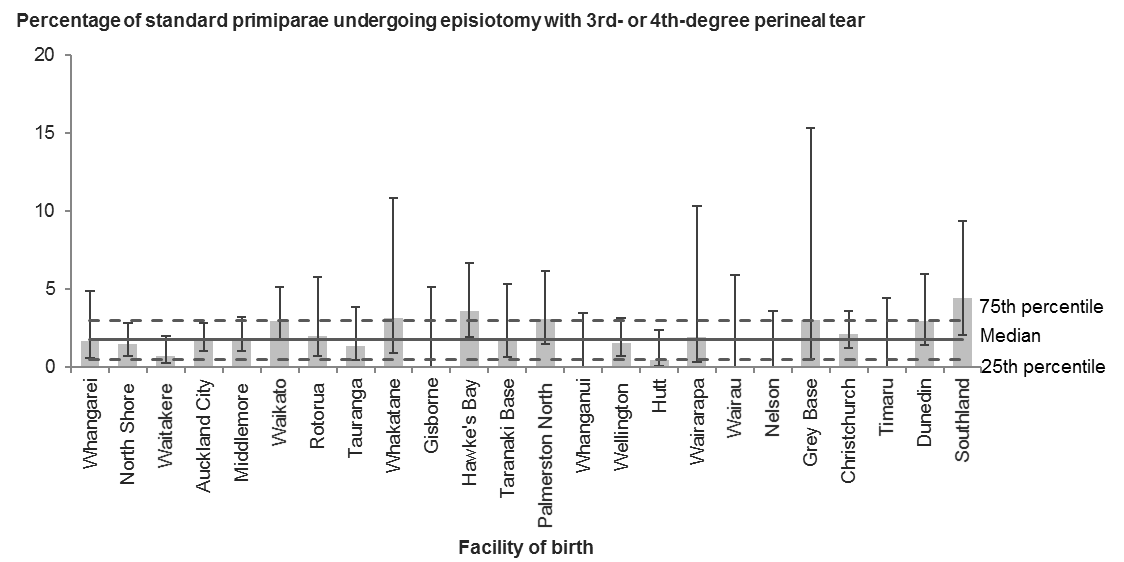 Percentage of standard primiparae undergoing episiotomy with 3rd- or 4th-degree perineal tear
20
15
10
5
0
75th percentile
Median
25th percentile
Whangarei
North Shore
Waitakere
Auckland City
Middlemore
Waikato
Rotorua
Tauranga
Whakatane
Gisborne
Hawke's Bay
Taranaki Base
Palmerston North
Whanganui
Wellington
Hutt
Wairarapa
Wairau
Nelson
Grey Base
Christchurch
Timaru
Dunedin
Southland
Facility of birth